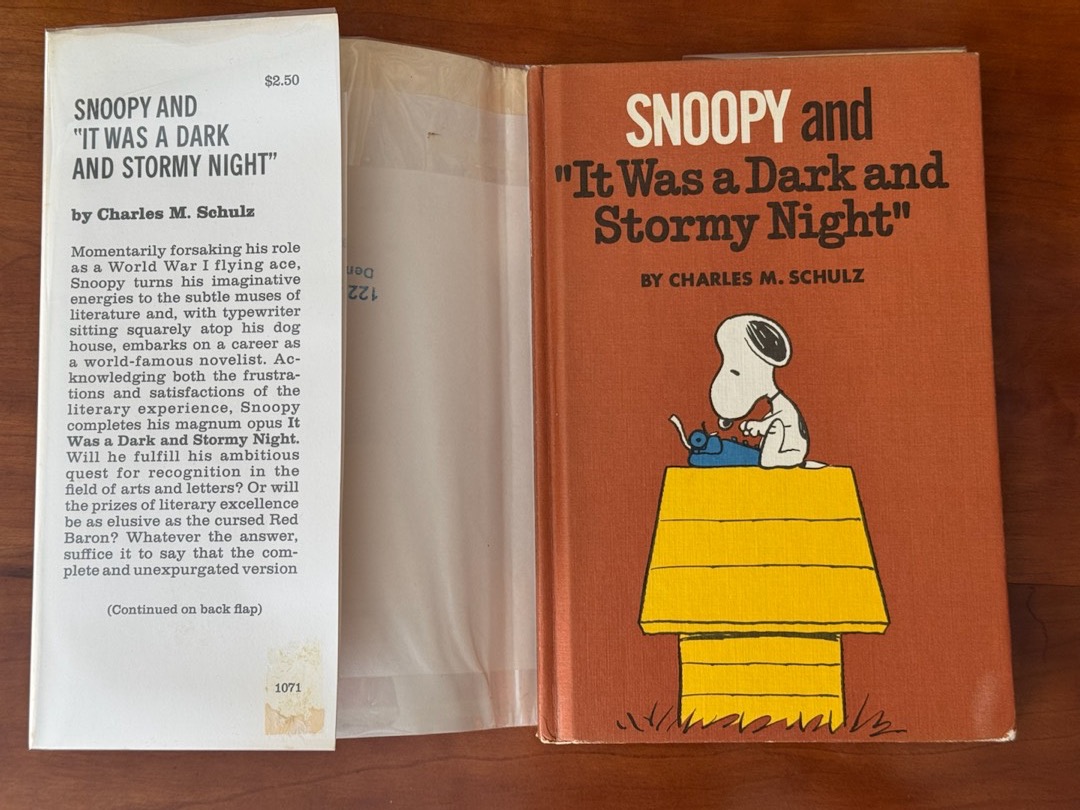 $2.50
SNOOPY AND
"IT WAS A DARK
AND STORMY NIGHT"
by Charles M. Schulz
Momentarily forsaking his role
as a World War I flying ace,
Snoopy turns his imaginative
energies to the subtle muses of
literature and, with typewriter
sitting squarely atop his dog
house, embarks on a career as
a world-famous novelist. Ac-
knowledging both the frustra-
tions and satisfactions of the
literary experience, Snoopy
completes his magnum opus It
Was a Dark and Stormy Night.
Will he fulfill his ambitious
quest for recognition in the
field of arts and letters? Or will
the prizes of literary excellence
be as elusive as the cursed Red
Baron? Whatever the answer,
suffice it to say that the com-
plete and unexpurgated version
(Continued on back flap)
1071
122
SNOOPY and
"It Was a Dark and
Stormy Night"
BY CHARLES M. SCHULZ